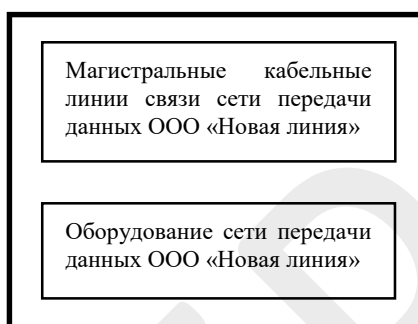 Магистральные кабельные
линии связи сети передачи
данных ООО «Новая линия»
Оборудование сети передачи
данных ООО «Новая линия»